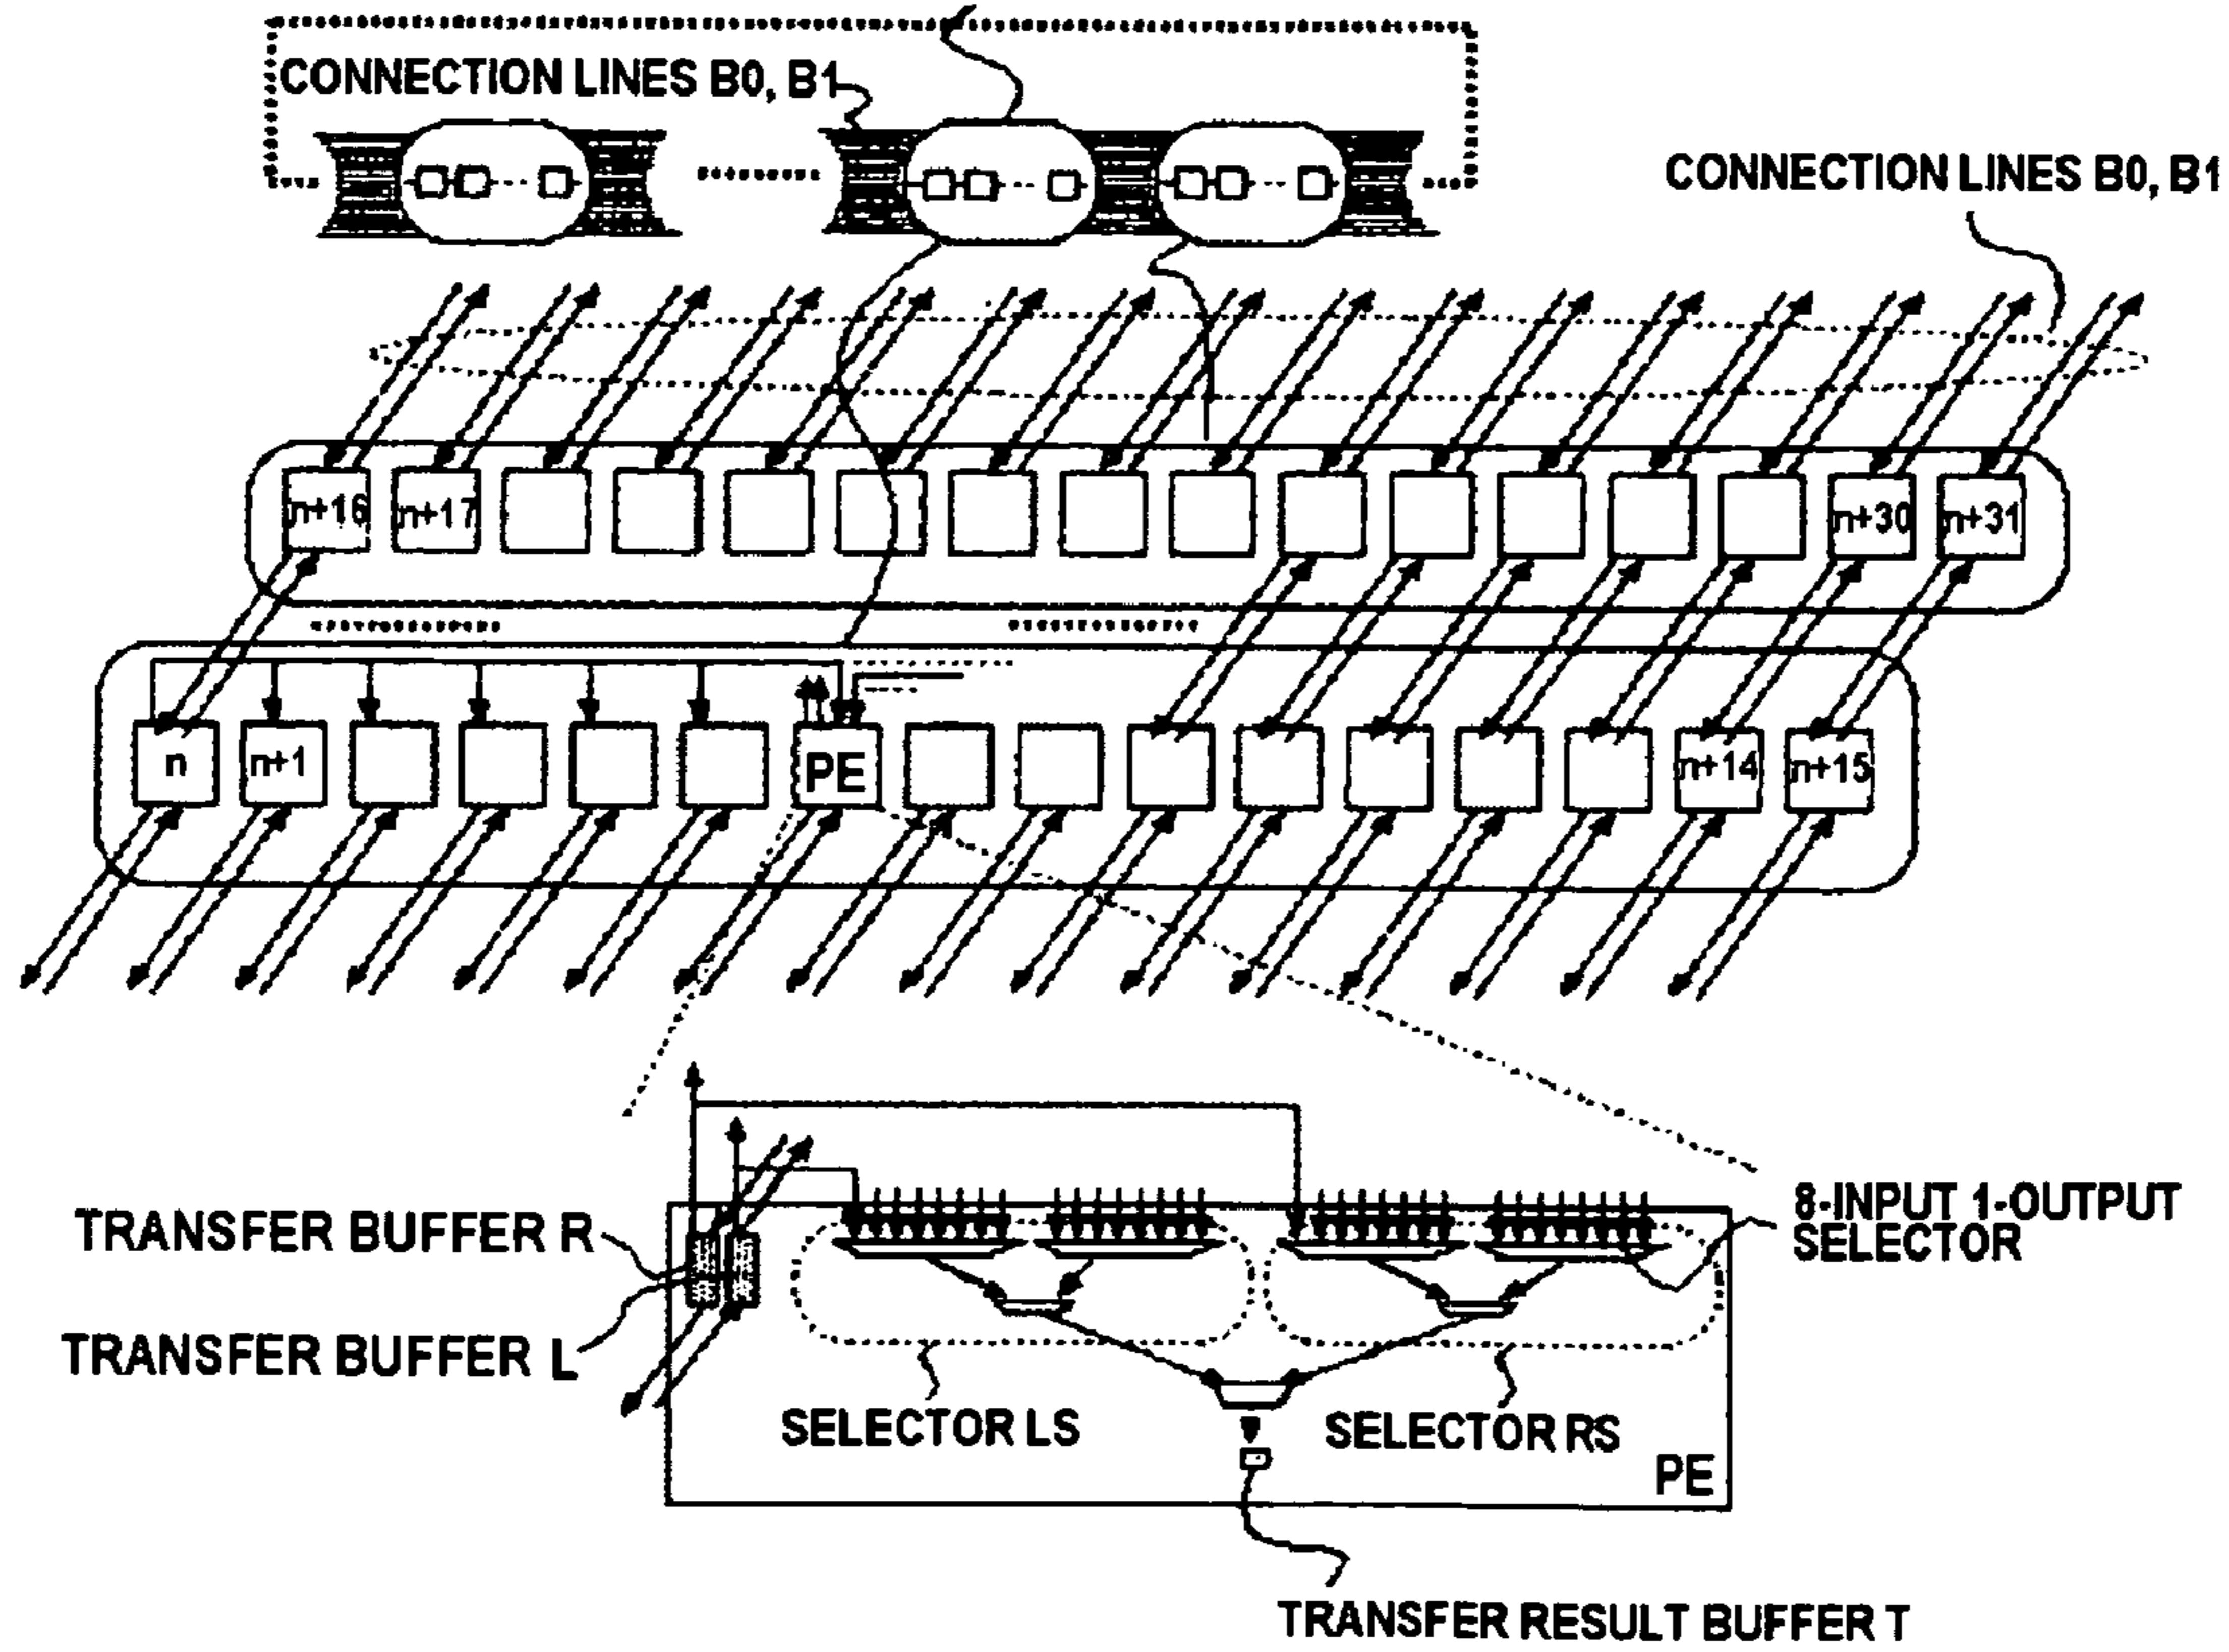 CONNECTION LINES B0, B1
CONNECTION LINES B0, B1
n+16 n+17 n+30 n+31
n n+1 PE n+14 n+15
TRANSFER BUFFER R
8-INPUT 1-OUTPUT
SELECTOR
TRANSFER BUFFER L
SELECTOR LS
SELECTOR RS
PE
TRANSFER RESULT BUFFER T